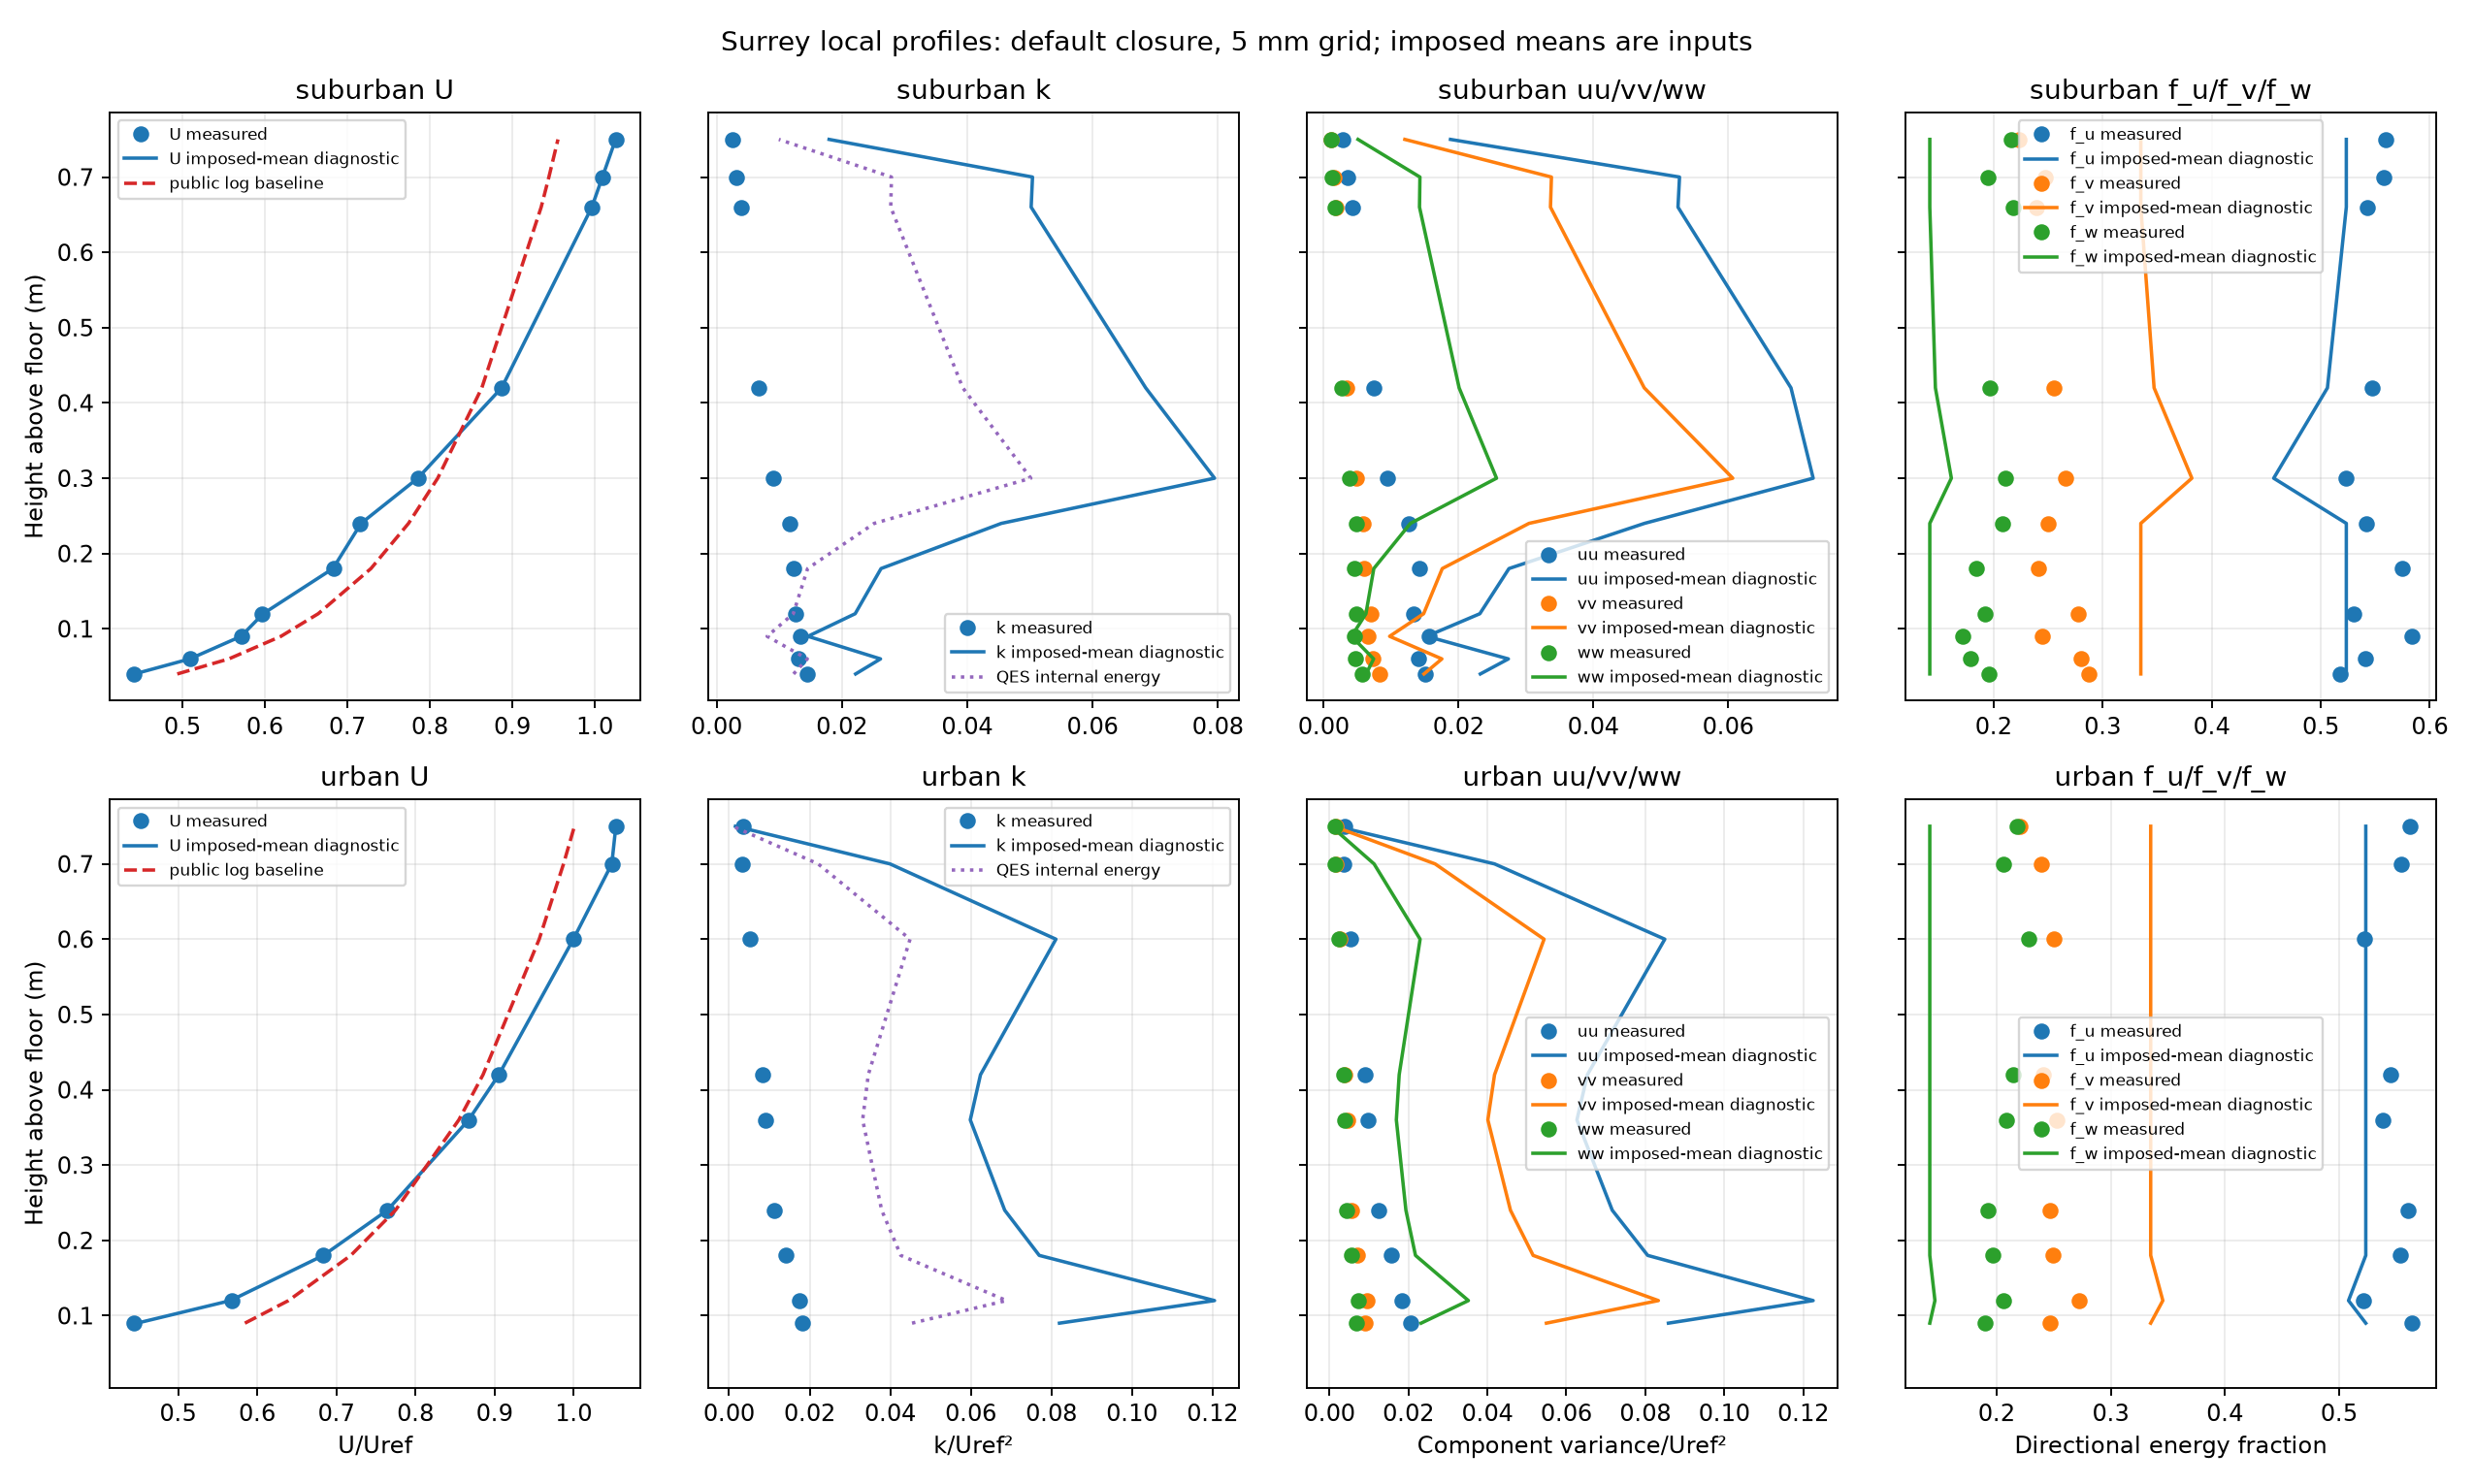 Surrey local profiles: default closure, 5 mm grid; imposed means are inputs
suburban U
suburban k
suburban uu/vv/ww
suburban f_u/f_v/f_w
Height above floor (m)
0.7
0.6
0.5
0.4
0.3
0.2
0.1
U measured
U imposed-mean diagnostic
public log baseline
k measured
k imposed-mean diagnostic
QES internal energy
uu measured
uu imposed-mean diagnostic
vv measured
vv imposed-mean diagnostic
ww measured
ww imposed-mean diagnostic
f_u measured
f_u imposed-mean diagnostic
f_v measured
f_v imposed-mean diagnostic
f_w measured
f_w imposed-mean diagnostic
0.5 0.6 0.7 0.8 0.9 1.0
0.00 0.02 0.04 0.06 0.08
0.00 0.02 0.04 0.06
0.2 0.3 0.4 0.5 0.6
urban U
urban k
urban uu/vv/ww
urban f_u/f_v/f_w
Height above floor (m)
0.7
0.6
0.5
0.4
0.3
0.2
0.1
U measured
U imposed-mean diagnostic
public log baseline
k measured
k imposed-mean diagnostic
QES internal energy
uu measured
uu imposed-mean diagnostic
vv measured
vv imposed-mean diagnostic
ww measured
ww imposed-mean diagnostic
f_u measured
f_u imposed-mean diagnostic
f_v measured
f_v imposed-mean diagnostic
f_w measured
f_w imposed-mean diagnostic
0.5 0.6 0.7 0.8 0.9 1.0
0.00 0.02 0.04 0.06 0.08 0.10 0.12
0.00 0.02 0.04 0.06 0.08 0.10 0.12
0.2 0.3 0.4 0.5
U/Uref
k/Uref²
Component variance/Uref²
Directional energy fraction